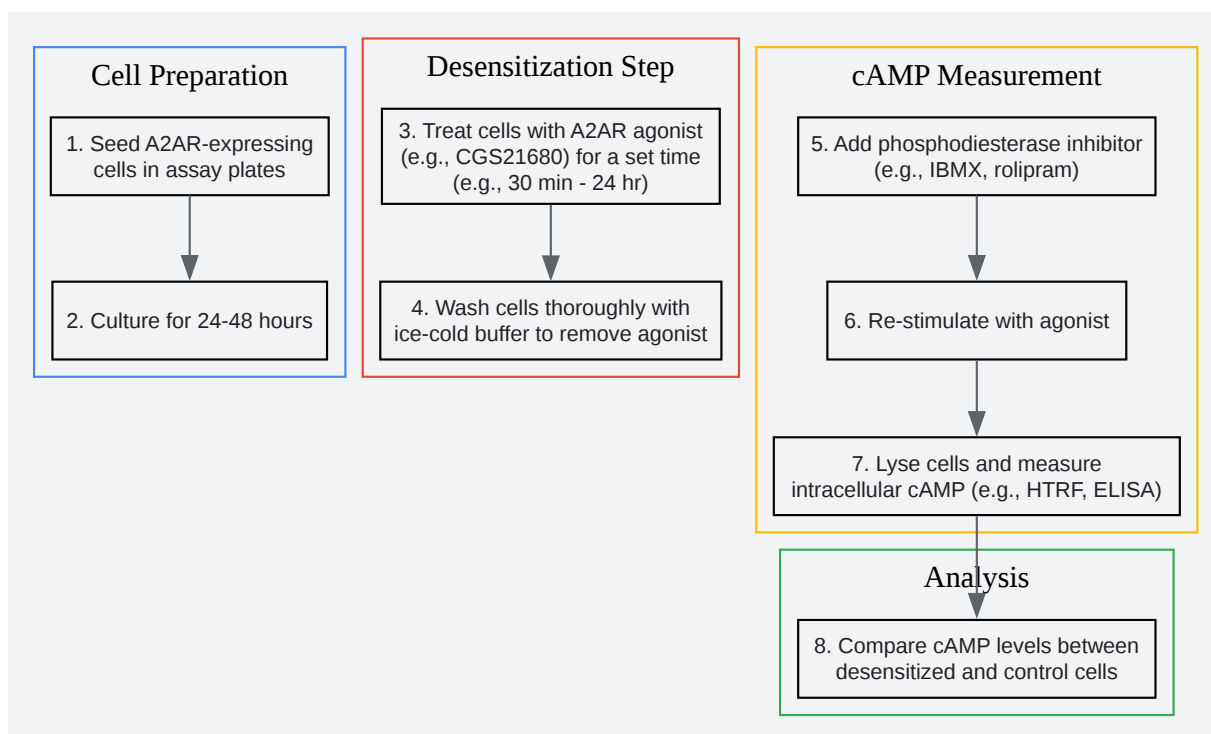 Cell Preparation
1. Seed A2AR-expressing
cells in assay plates
2. Culture for 24-48 hours
Desensitization Step
3. Treat cells with A2AR agonist
(e.g., CGS21680) for a set time
(e.g., 30 min - 24 hr)
4. Wash cells thoroughly with
ice-cold buffer to remove agonist
cAMP Measurement
5. Add phosphodiesterase inhibitor
(e.g., IBMX, rolipram)
6. Re-stimulate with agonist
7. Lyse cells and measure
intracellular cAMP (e.g., HTRF, ELISA)
Analysis
8. Compare cAMP levels between
desensitized and control cells